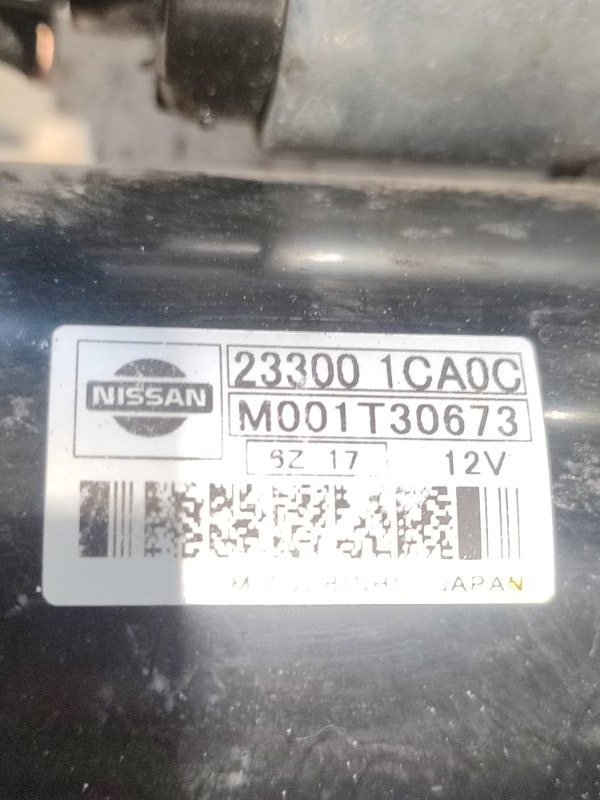 NISSAN
23300 1CA0C
M001T30673
6Z 17 12V
JAPAN